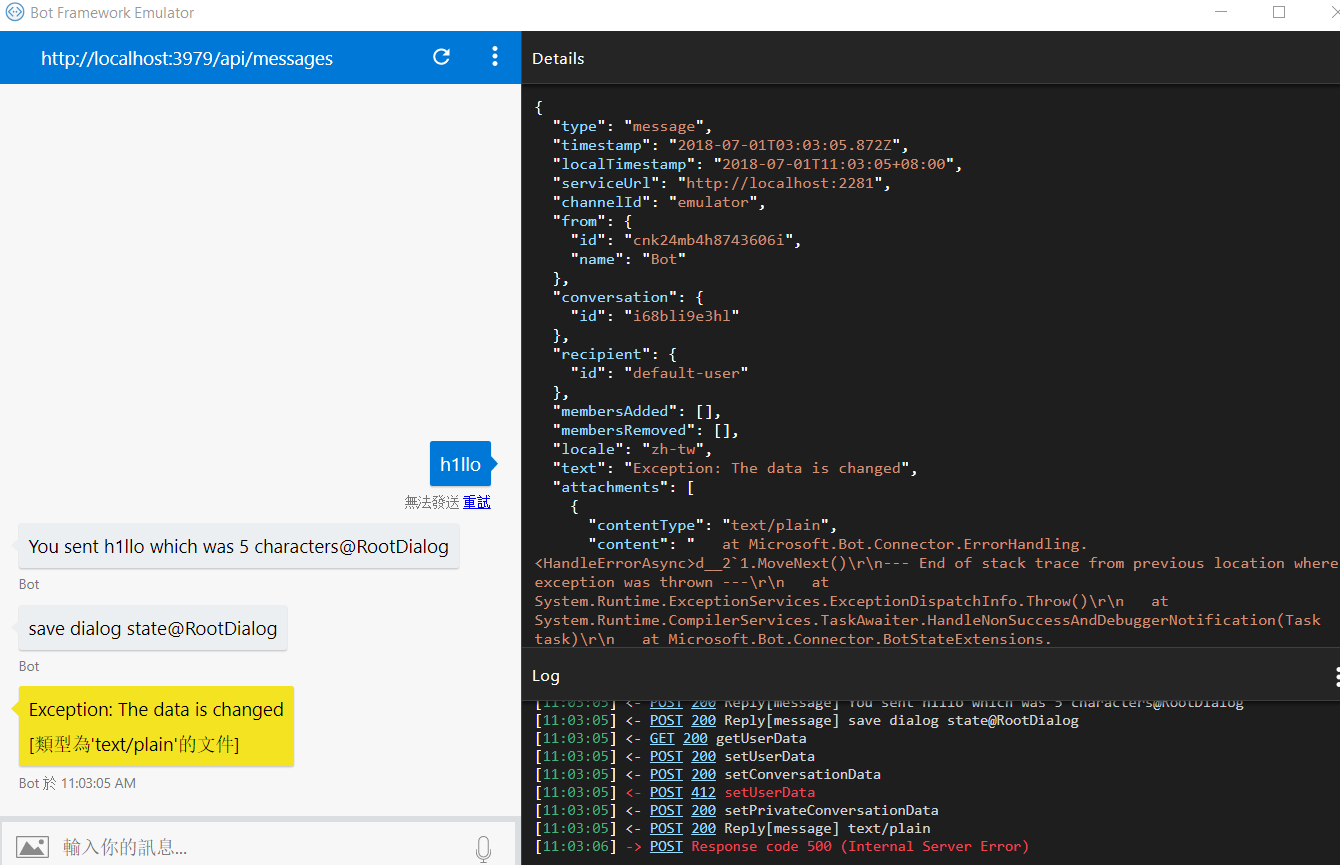 Bot Framework Emulator
http://localhost:3979/api/messages
h1llo
無法發送 重試
You sent h1llo which was 5 characters@RootDialog
Bot
save dialog state@RootDialog
Bot
Exception: The data is changed
[類型為'text/plain'的文件]
Bot 於 11:03:05 AM
輸入你的訊息...
Details
{
"type": "message",
"timestamp": "2018-07-01T03:03:05.872Z",
"localTimestamp": "2018-07-01T11:03:05+08:00",
"serviceUrl": "http://localhost:2281",
"channelId": "emulator",
"from": {
"id": "cnk24mb4h8743606i",
"name": "Bot"
},
"conversation": {
"id": "i68bli9e3hl"
},
"recipient": {
"id": "default-user"
},
"membersAdded": [],
"membersRemoved": [],
"locale": "zh-tw",
"text": "Exception: The data is changed",
"attachments": [
{
"contentType": "text/plain",
"content": "   at Microsoft.Bot.Connector.ErrorHandling.
<HandleErrorAsync>d__2`1.MoveNext()\r\n--- End of stack trace from previous location where
exception was thrown ---\r\n   at
System.Runtime.ExceptionServices.ExceptionDispatchInfo.Throw()\r\n   at
System.Runtime.CompilerServices.TaskAwaiter.HandleNonSuccessAndDebuggerNotification(Task
task)\r\n   at Microsoft.Bot.Connector.BotStateExtensions.
Log
[11:03:05] <- POST 200 Reply[message] You sent h1llo which was 5 characters@RootDialog
[11:03:05] <- POST 200 Reply[message] save dialog state@RootDialog
[11:03:05] <- GET 200 getUserData
[11:03:05] <- POST 200 setUserData
[11:03:05] <- POST 200 setConversationData
[11:03:05] <- POST 412 setUserData
[11:03:05] <- POST 200 setPrivateConversationData
[11:03:05] <- POST 200 Reply[message] text/plain
[11:03:06] -> POST Response code 500 (Internal Server Error)